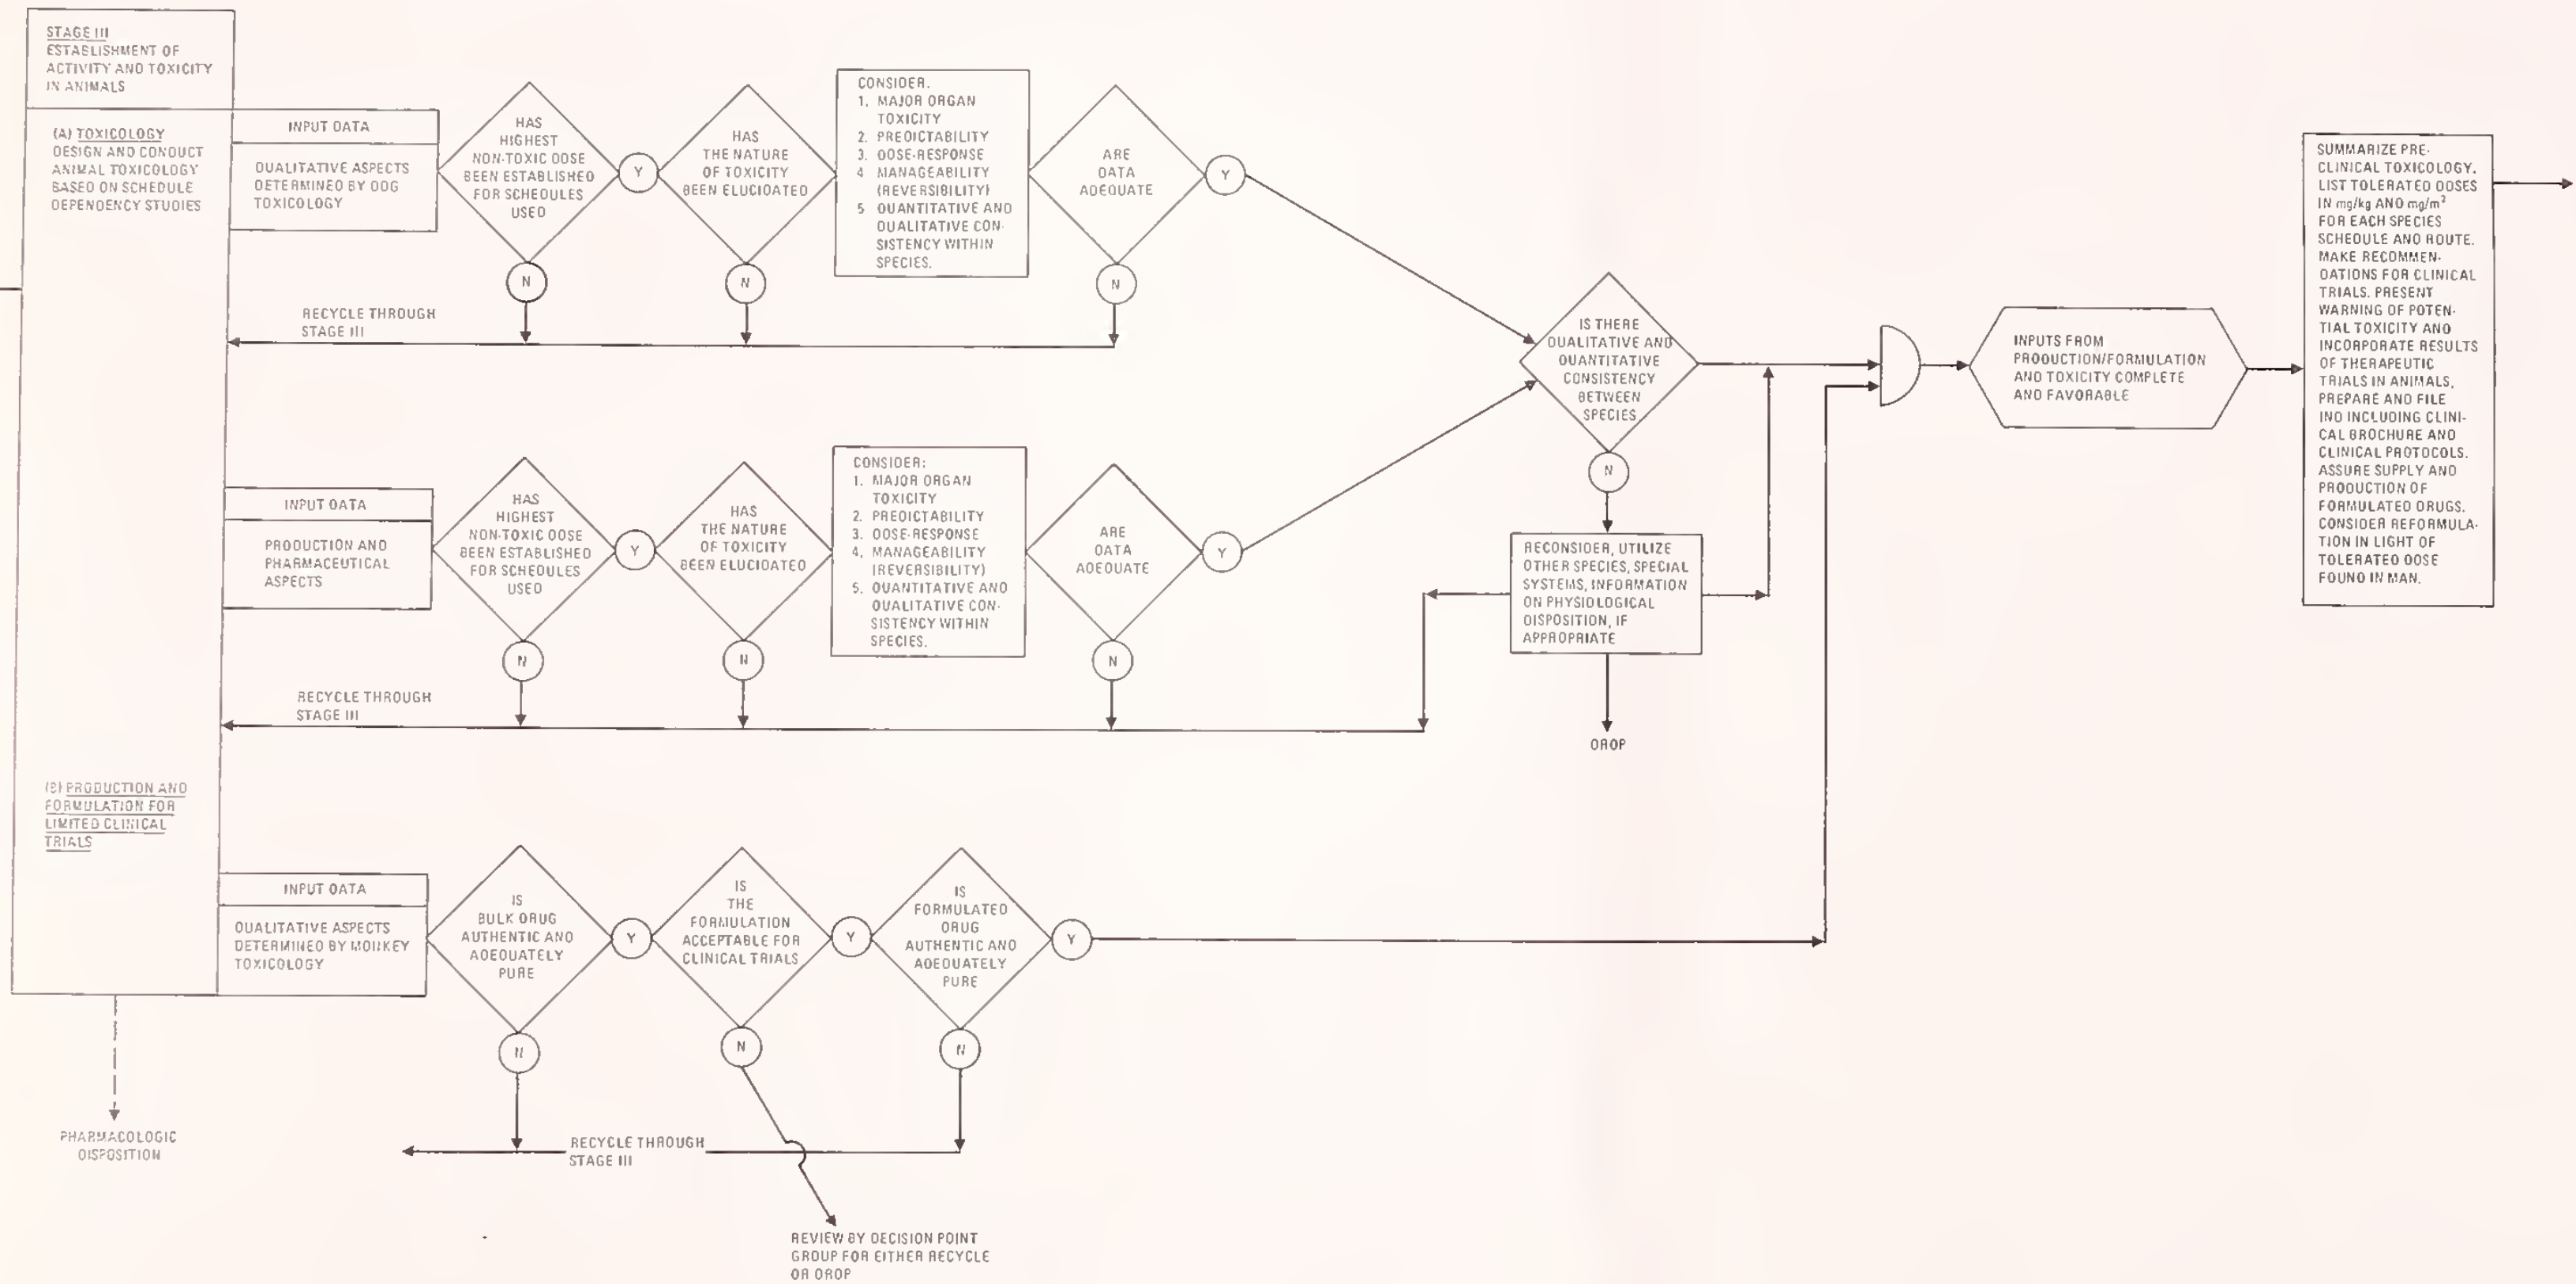 STAGE III
ESTABLISHMENT OF
ACTIVITY AND TOXICITY
IN ANIMALS
(A) TOXICOLOGY
DESIGN AND CONDUCT
ANIMAL TOXICOLOGY
BASED ON SCHEDULE
DEPENDENCY STUDIES
INPUT DATA
QUALITATIVE ASPECTS
DETERMINED BY DOG
TOXICOLOGY
HAS
HIGHEST
NON-TOXIC DOSE
BEEN ESTABLISHED
FOR SCHEDULES
USED
Y
N
HAS
THE NATURE
OF TOXICITY
BEEN ELUCIDATED
N
CONSIDER.
1. MAJOR ORGAN
TOXICITY
2. PREDICTABILITY
3. DOSE-RESPONSE
4 MANAGEABILITY
(REVERSIBILITY)
5 QUANTITATIVE AND
QUALITATIVE CON-
SISTENCY WITHIN
SPECIES.
ARE
DATA
ADEQUATE
Y
N
RECYCLE THROUGH
STAGE III
INPUT DATA
PRODUCTION AND
PHARMACEUTICAL
ASPECTS
HAS
HIGHEST
NON-TOXIC DOSE
BEEN ESTABLISHED
FOR SCHEDULES
USED
Y
N
HAS
THE NATURE
OF TOXICITY
BEEN ELUCIDATED
N
CONSIDER:
1. MAJOR ORGAN
TOXICITY
2. PREDICTABILITY
3. DOSE-RESPONSE
4. MANAGEABILITY
(REVERSIBILITY)
5. QUANTITATIVE AND
QUALITATIVE CON-
SISTENCY WITHIN
SPECIES.
ARE
DATA
ADEQUATE
Y
N
RECYCLE THROUGH
STAGE III
IS THERE
QUALITATIVE AND
QUANTITATIVE
CONSISTENCY
BETWEEN
SPECIES
N
RECONSIDER, UTILIZE
OTHER SPECIES, SPECIAL
SYSTEMS, INFORMATION
ON PHYSIOLOGICAL
DISPOSITION, IF
APPROPRIATE
DROP
INPUTS FROM
PRODUCTION/FORMULATION
AND TOXICITY COMPLETE
AND FAVORABLE
SUMMARIZE PRE-
CLINICAL TOXICOLOGY.
LIST TOLERATED DOSES
IN mg/kg AND mg/m²
FOR EACH SPECIES
SCHEDULE AND ROUTE.
MAKE RECOMMEN-
DATIONS FOR CLINICAL
TRIALS. PRESENT
WARNING OF POTEN-
TIAL TOXICITY AND
INCORPORATE RESULTS
OF THERAPEUTIC
TRIALS IN ANIMALS,
PREPARE AND FILE
IND INCLUDING CLINI-
CAL BROCHURE AND
CLINICAL PROTOCOLS.
ASSURE SUPPLY AND
PRODUCTION OF
FORMULATED DRUGS.
CONSIDER REFORMULA-
TION IN LIGHT OF
TOLERATED DOSE
FOUND IN MAN.
(B) PRODUCTION AND
FORMULATION FOR
LIMITED CLINICAL
TRIALS
INPUT DATA
QUALITATIVE ASPECTS
DETERMINED BY MONKEY
TOXICOLOGY
IS
BULK DRUG
AUTHENTIC AND
ADEQUATELY
PURE
Y
N
IS
THE
FORMULATION
ACCEPTABLE FOR
CLINICAL TRIALS
Y
N
IS
FORMULATED
DRUG
AUTHENTIC AND
ADEQUATELY
PURE
Y
N
RECYCLE THROUGH
STAGE III
REVIEW BY DECISION POINT
GROUP FOR EITHER RECYCLE
OR DROP
PHARMACOLOGIC
DISPOSITION